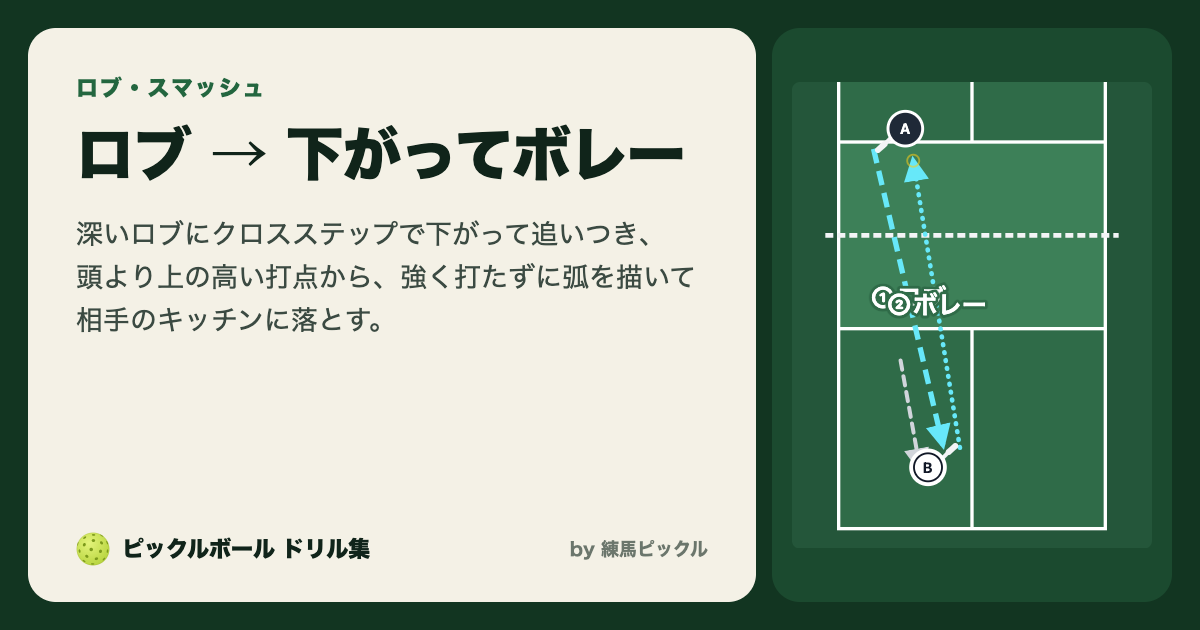 ロブ・スマッシュ
ロブ → 下がってボレー
深いロブにクロスステップで下がって追いつき、
頭より上の高い打点から、強く打たずに弧を描いて
相手のキッチンに落とす。
ピックルボール ドリル集
by 練馬ピックル
A
①
②ボレー
B